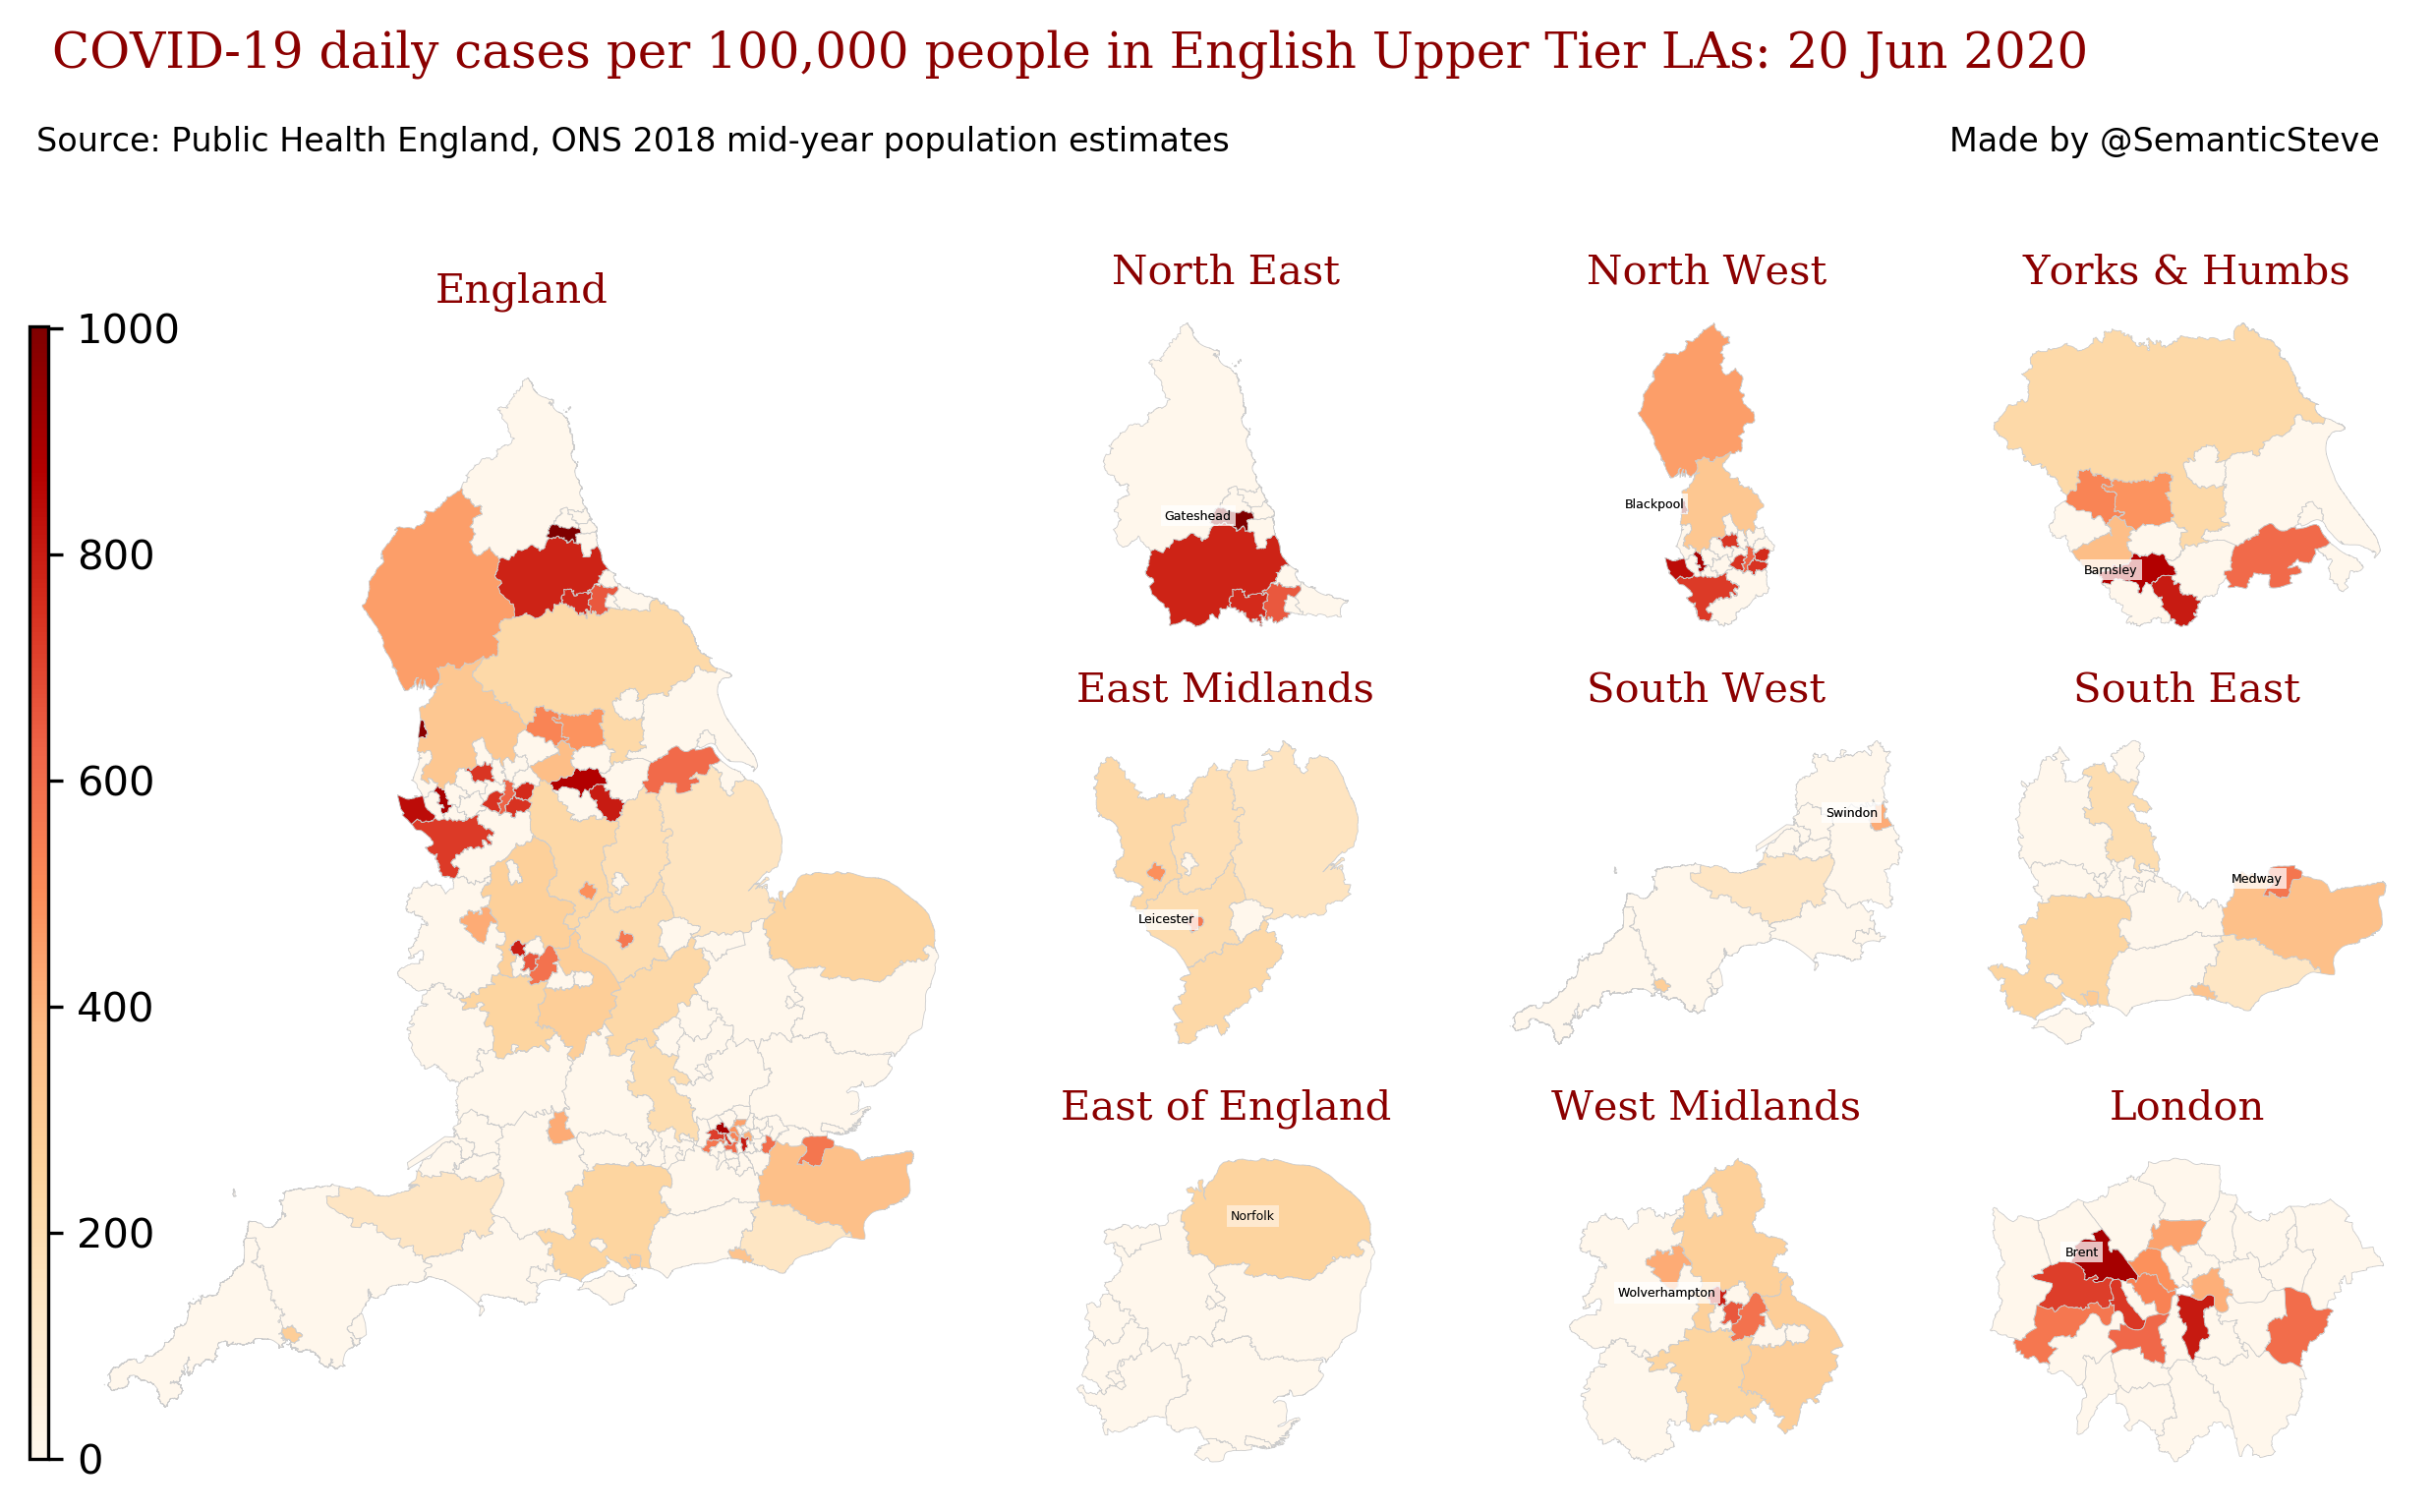 COVID-19 daily cases per 100,000 people in English Upper Tier LAs: 20 Jun 2020
Source: Public Health England, ONS 2018 mid-year population estimates
Made by @SemanticSteve
England
1000
800
600
400
200
0
North East
Gateshead
North West
Blackpool
Yorks & Humbs
Barnsley
East Midlands
Leicester
South West
Swindon
South East
Medway
East of England
Norfolk
West Midlands
Wolverhampton
London
Brent